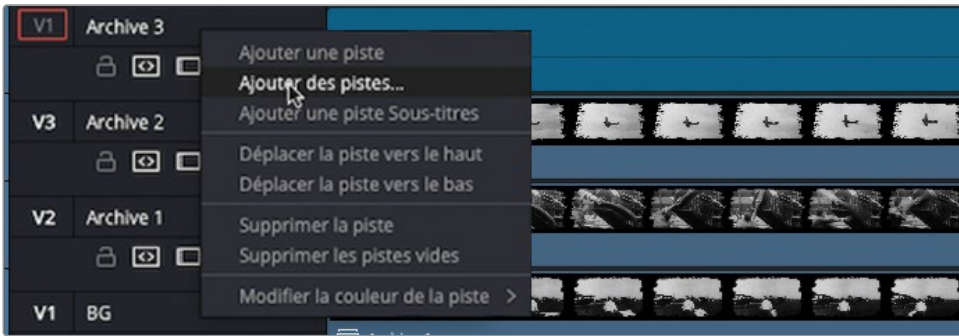 V1 Archive 3
Ajouter une piste
Ajouter des pistes...
Ajouter une piste Sous-titres
V3 Archive 2
Déplacer la piste vers le haut
Déplacer la piste vers le bas
V2 Archive 1
Supprimer la piste
Supprimer les pistes vides
Modifier la couleur de la piste >
V1 BG